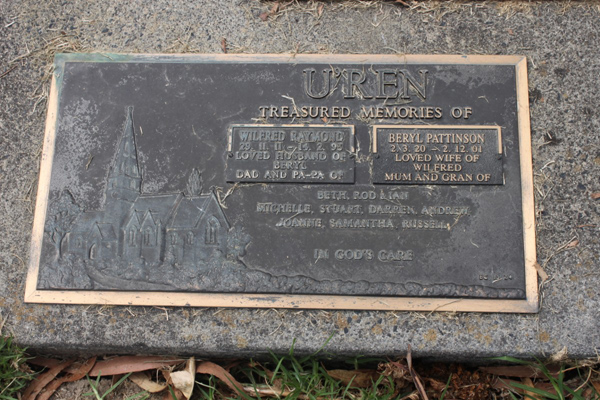 U'REN
TREASURED MEMORIES OF
WILFRED RAYMOND
29. 11. 11 - 14. 2. 95
LOVED HUSBAND OF
BERYL
DAD AND PA-PA OF
BERYL PATTINSON
2. 3. 20 - 2. 12. 01
LOVED WIFE OF
WILFRED
MUM AND GRAN OF
BETH, ROD
MICHELLE, STUART, DARREN, ANDREW
JOANNE, SAMANTHA, RUSSELL
IN GOD'S CARE